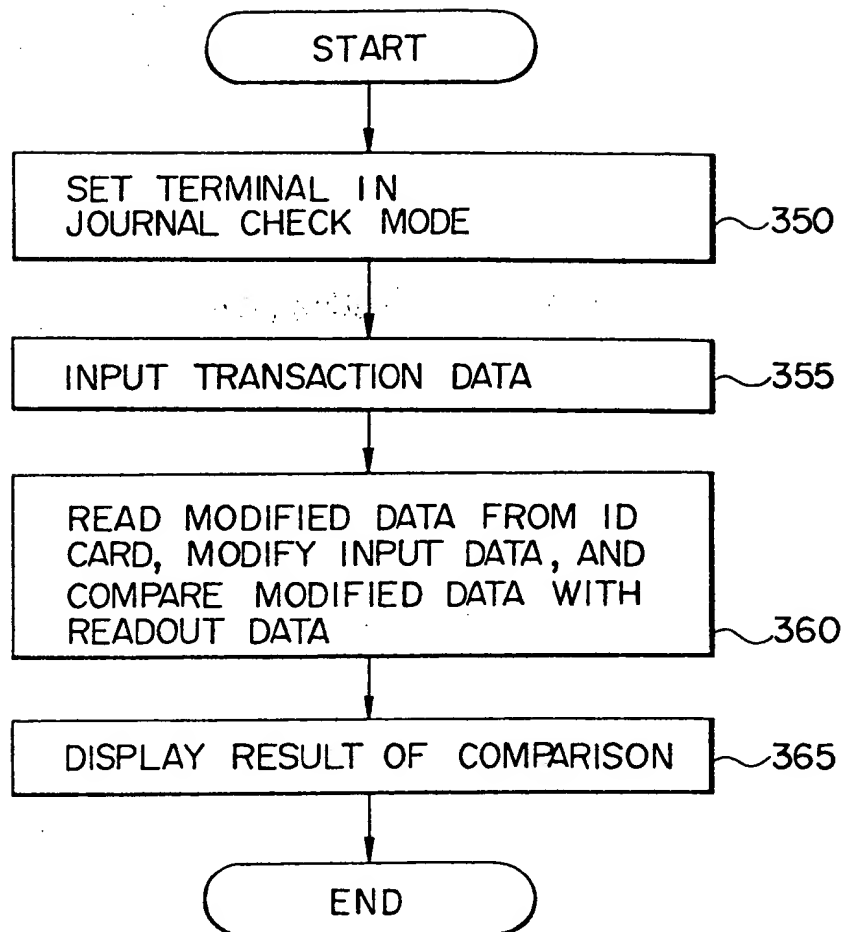 START
SET TERMINAL IN
JOURNAL CHECK MODE
350
INPUT TRANSACTION DATA
355
READ MODIFIED DATA FROM ID
CARD, MODIFY INPUT DATA, AND
COMPARE MODIFIED DATA WITH
READOUT DATA
360
DISPLAY RESULT OF COMPARISON
365
END